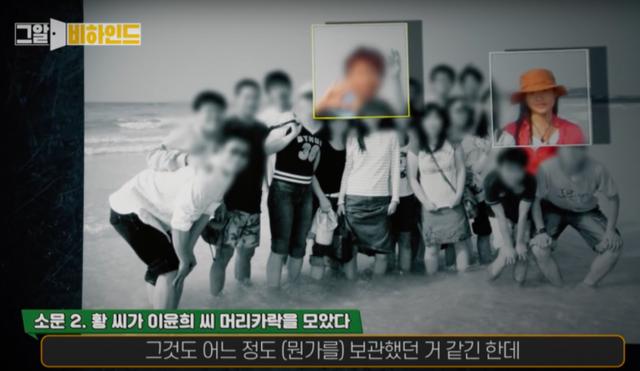 그알 비하인드
소문 2. 황 씨가 이윤희 씨 머리카락을 모았다
그것도 어느 정도 (뭔가를) 보관했던 거 같긴 한데